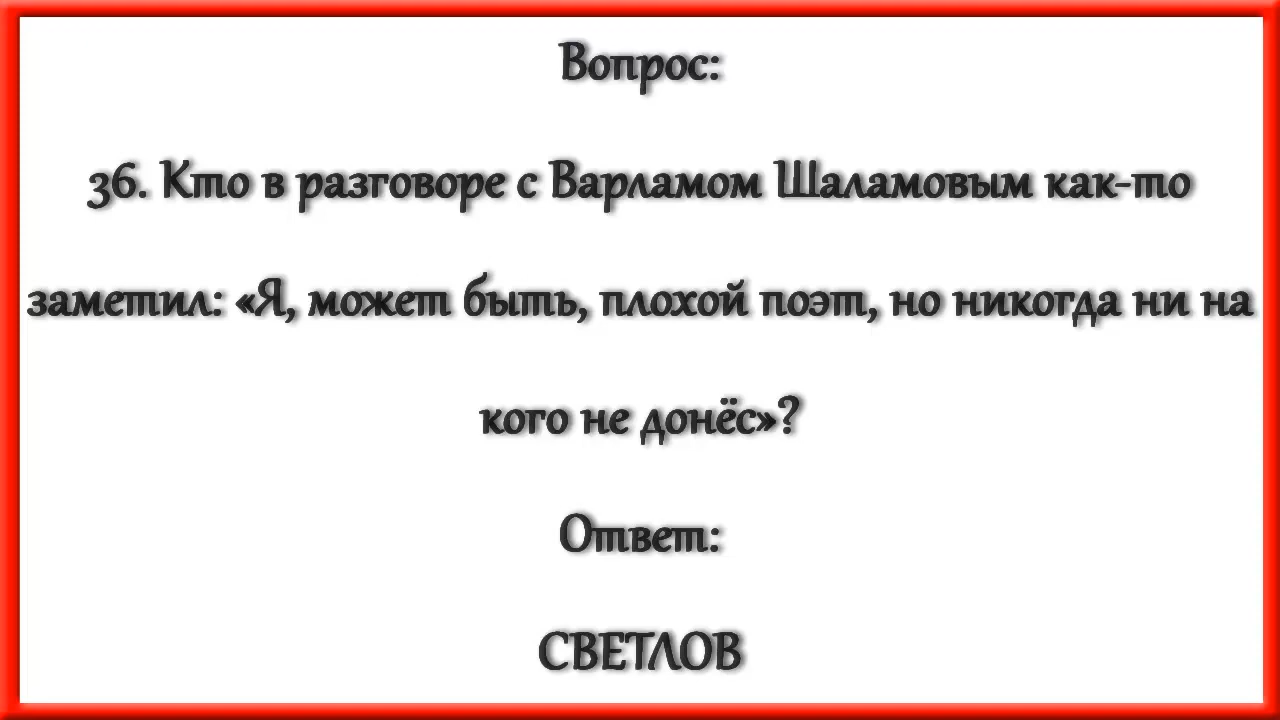 Вопрос:
36. Кто в разговоре с Варламом Шаламовым как-то
заметил: «Я, может быть, плохой поэт, но никогда ни на
кого не донёс»?
Ответ:
СВЕТЛОВ